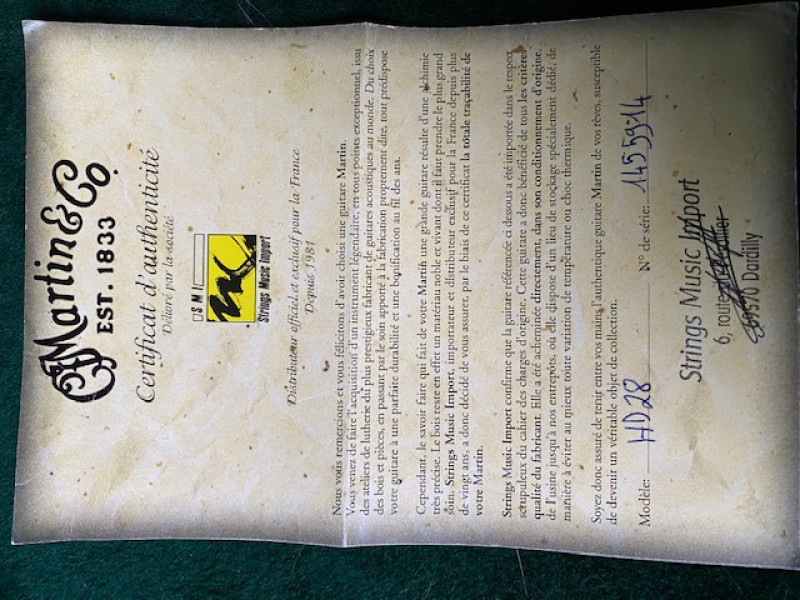 Martin & Co.
EST. 1833
Certificat d'authenticité
Délivré par la société
SMI
Strings Music Import
Distributeur officiel et exclusif pour la France
Depuis 1981
Nous vous remercions et vous félicitons d'avoir choisi une guitare Martin.
Vous venez de faire l'acquisition d'un instrument légendaire, en tous points exceptionnel, issu
des ateliers de lutherie du plus prestigieux fabricant de guitares acoustiques au monde. Du choix
des bois et pièces, en passant par le soin apporté à la fabrication proprement dite, tout prédispose
votre guitare à une parfaite durabilité et une bonification au fil des ans.
Cependant, le savoir faire qui fait de votre Martin une grande guitare résulte d'une alchimie
très précise. Le bois reste en effet un matériau noble et vivant dont il faut prendre le plus grand
soin. Strings Music Import, importateur et distributeur exclusif pour la France depuis plus
de vingt ans, a donc décidé de vous assurer, par le biais de ce certificat la totale traçabilité de
votre Martin.
Strings Music Import confirme que la guitare référencée ci dessous a été importée dans le respect
scrupuleux du cahier des charges d'origine. Cette guitare a donc bénéficié de tous les critères
qualité du fabricant. Elle a été acheminée directement, dans son conditionnement d'origine,
de l'usine jusqu'à nos entrepôts, où elle dispose d'un lieu de stockage spécialement dédié, de
manière à éviter au mieux toute variation de température ou choc thermique.
Soyez donc assuré de tenir entre vos mains l'authentique guitare Martin de vos rêves, susceptible
de devenir un véritable objet de collection.
Modèle: HD28 N° de série: 1455914
Strings Music Import
6, route
69570 Dardilly